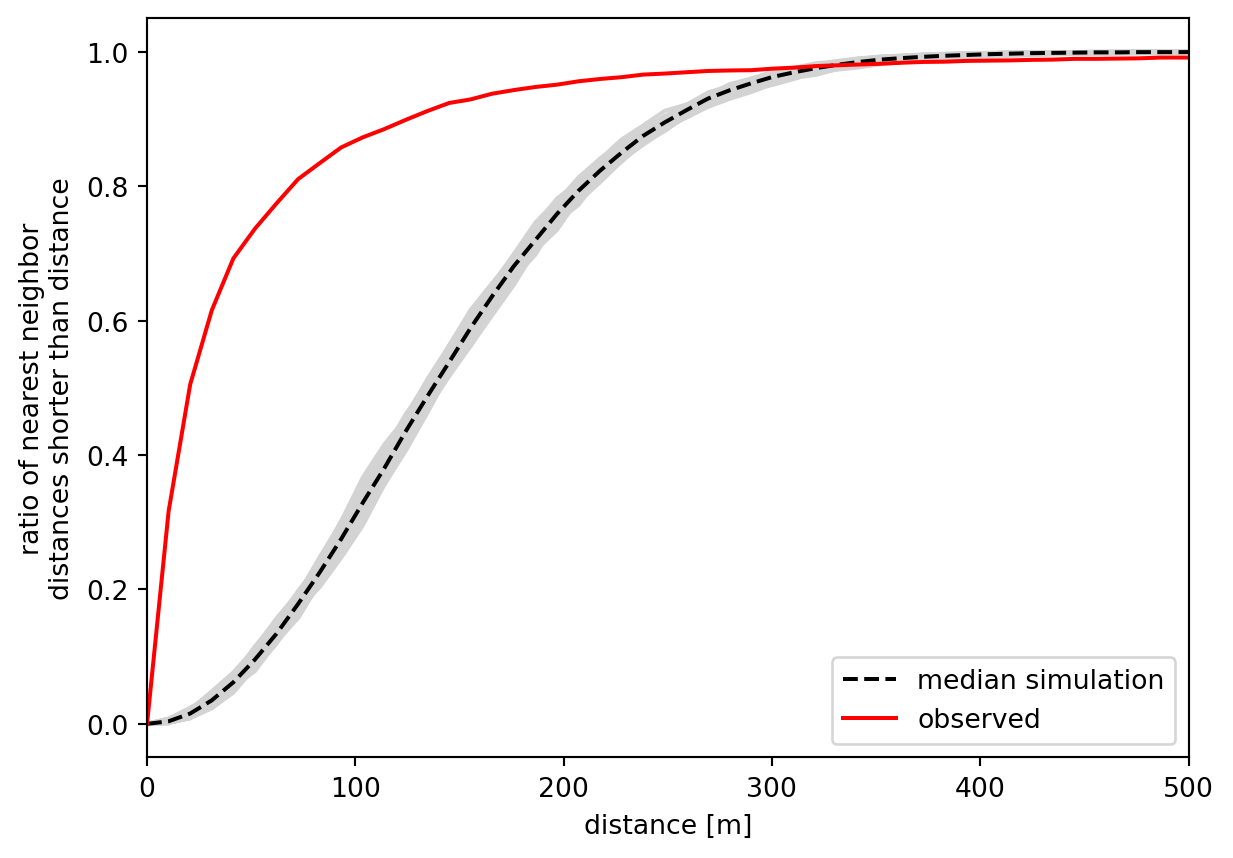 ratio of nearest neighbor
distances shorter than distance
1.0
0.8
0.6
0.4
0.2
0.0
0
100
200
300
400
500
distance [m]
median simulation
observed